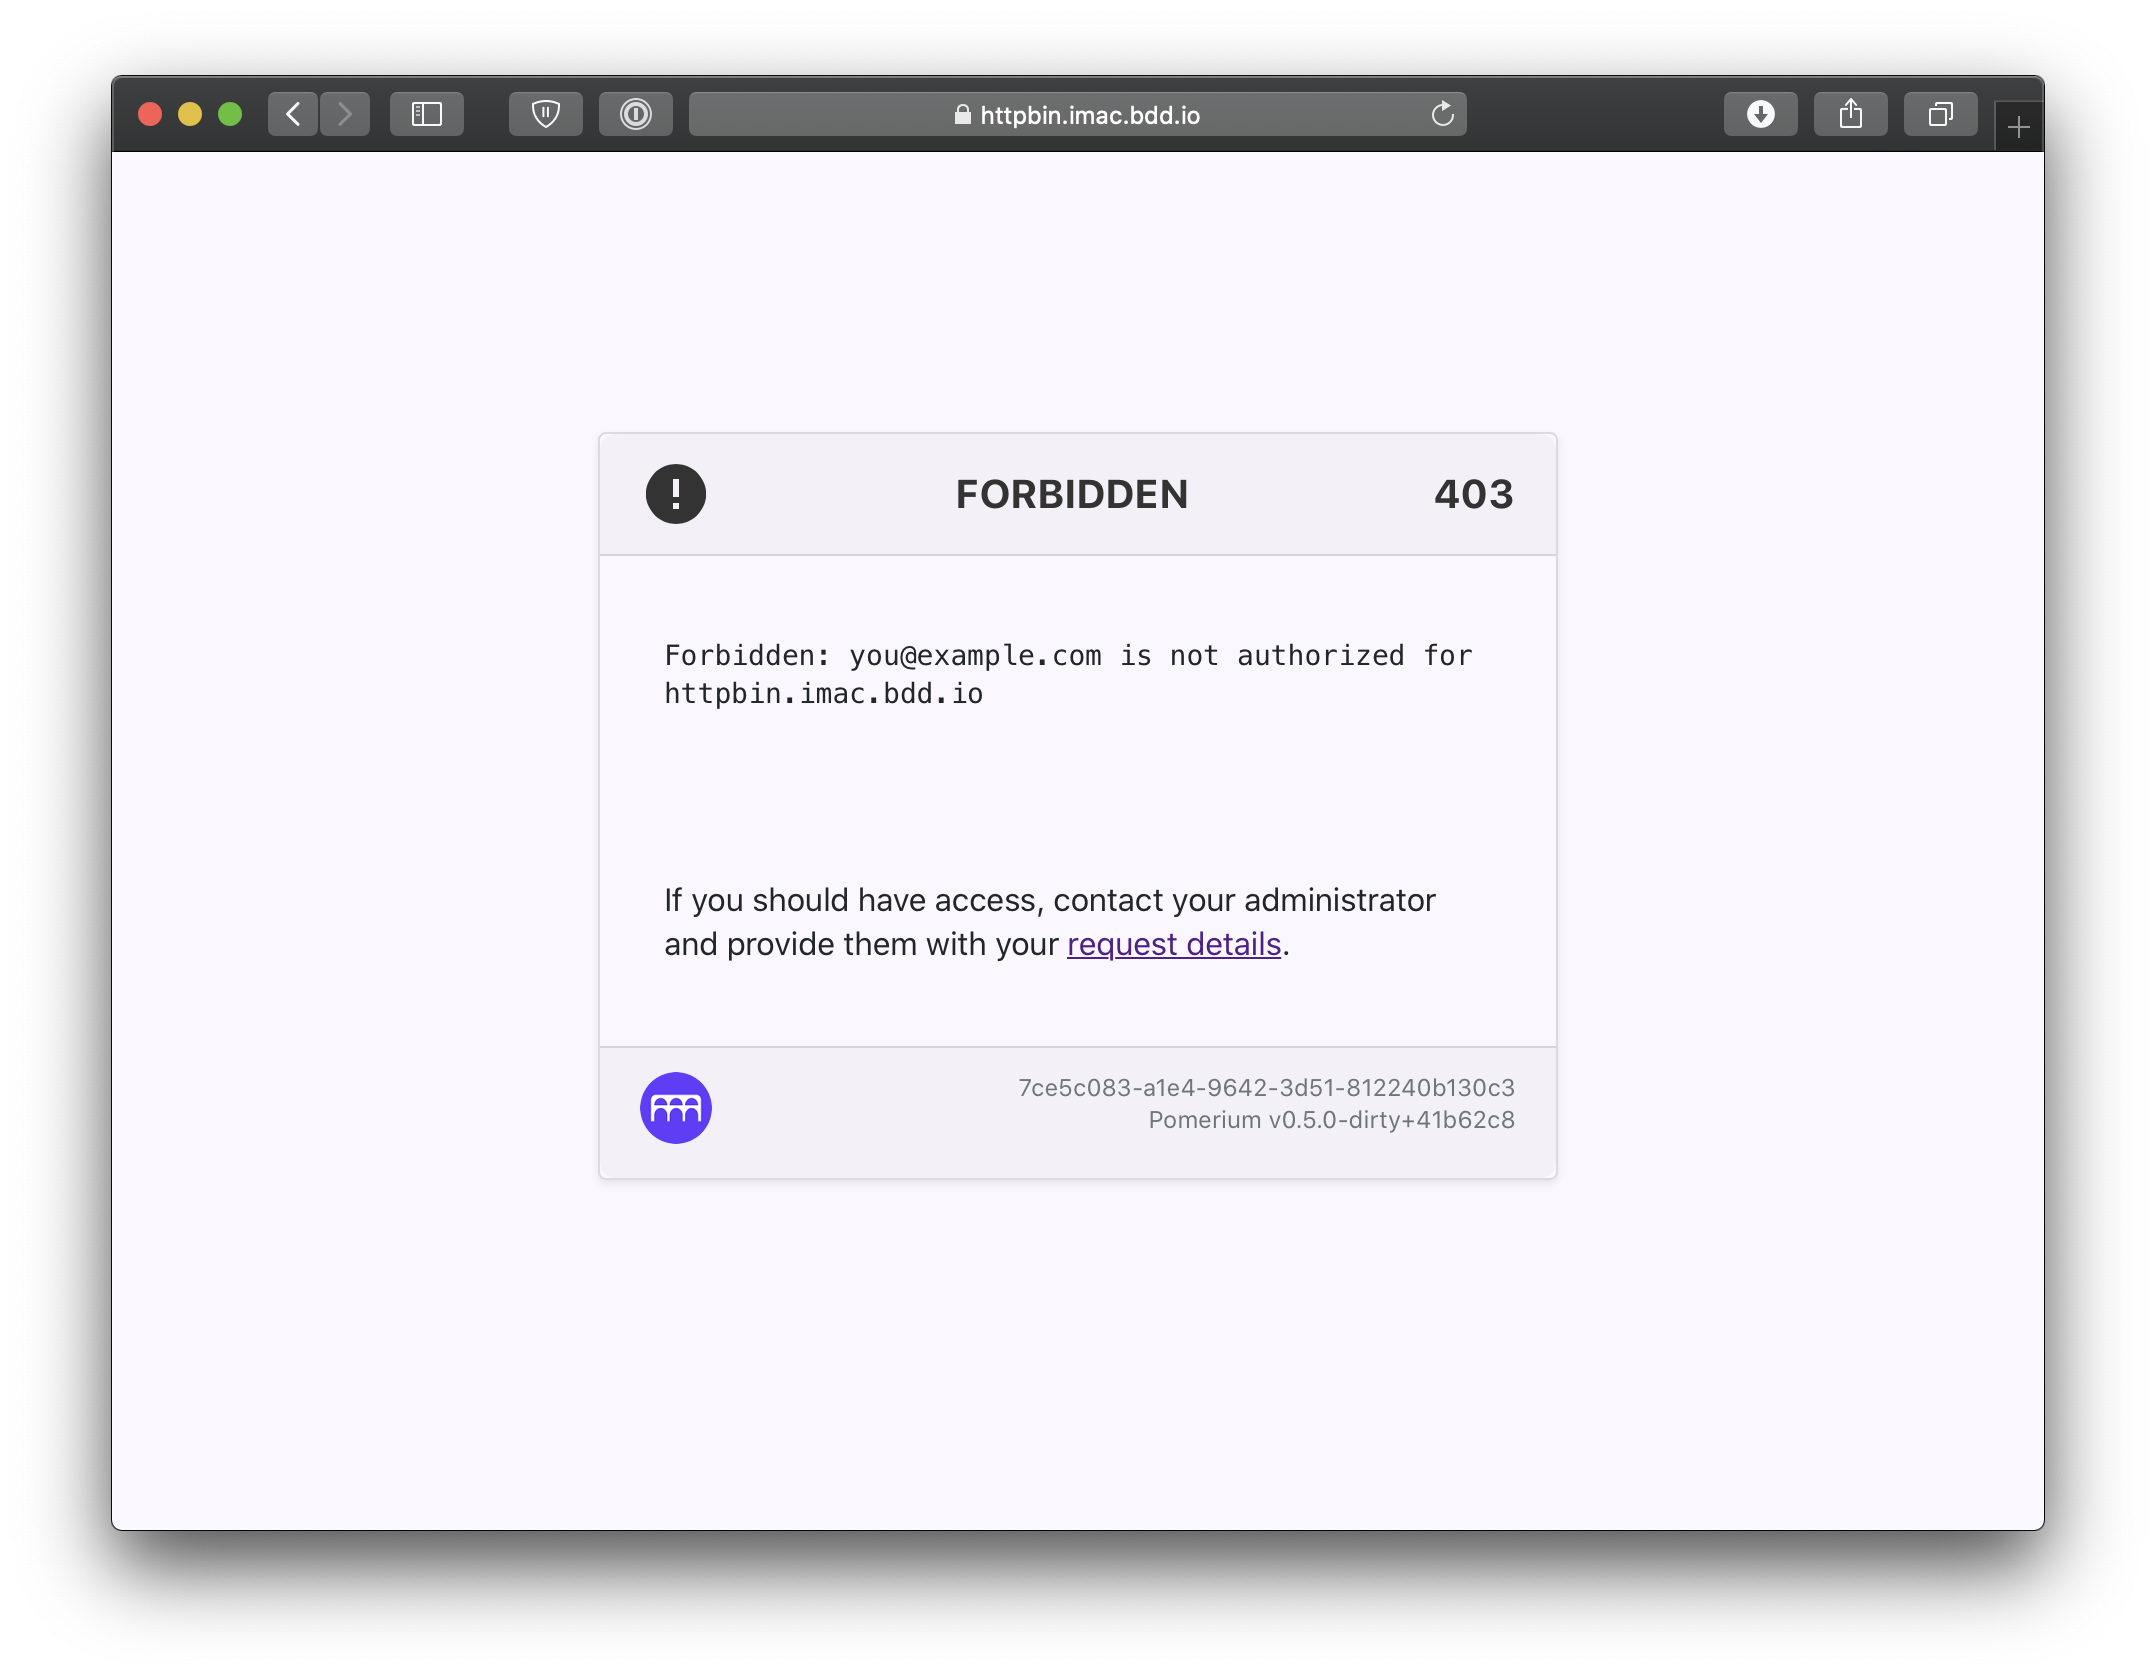 httpbin.imac.bdd.io
FORBIDDEN 403
Forbidden: you@example.com is not authorized for
httpbin.imac.bdd.io
If you should have access, contact your administrator
and provide them with your request details.
7ce5c083-a1e4-9642-3d51-812240b130c3
Pomerium v0.5.0-dirty+41b62c8